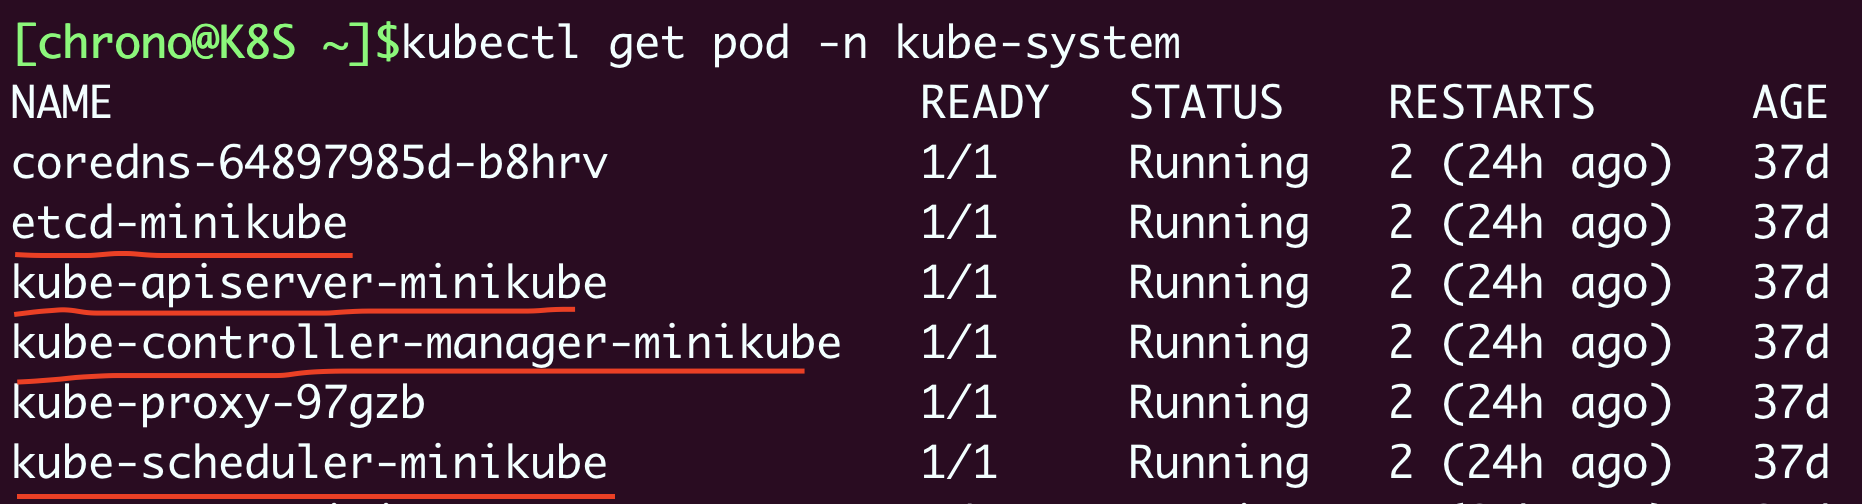 [chrono@K8S ~]$kubectl get pod -n kube-system
NAME READY STATUS RESTARTS AGE
coredns-64897985d-b8hrv 1/1 Running 2 (24h ago) 37d
etcd-minikube 1/1 Running 2 (24h ago) 37d
kube-apiserver-minikube 1/1 Running 2 (24h ago) 37d
kube-controller-manager-minikube 1/1 Running 2 (24h ago) 37d
kube-proxy-97gzb 1/1 Running 2 (24h ago) 37d
kube-scheduler-minikube 1/1 Running 2 (24h ago) 37d